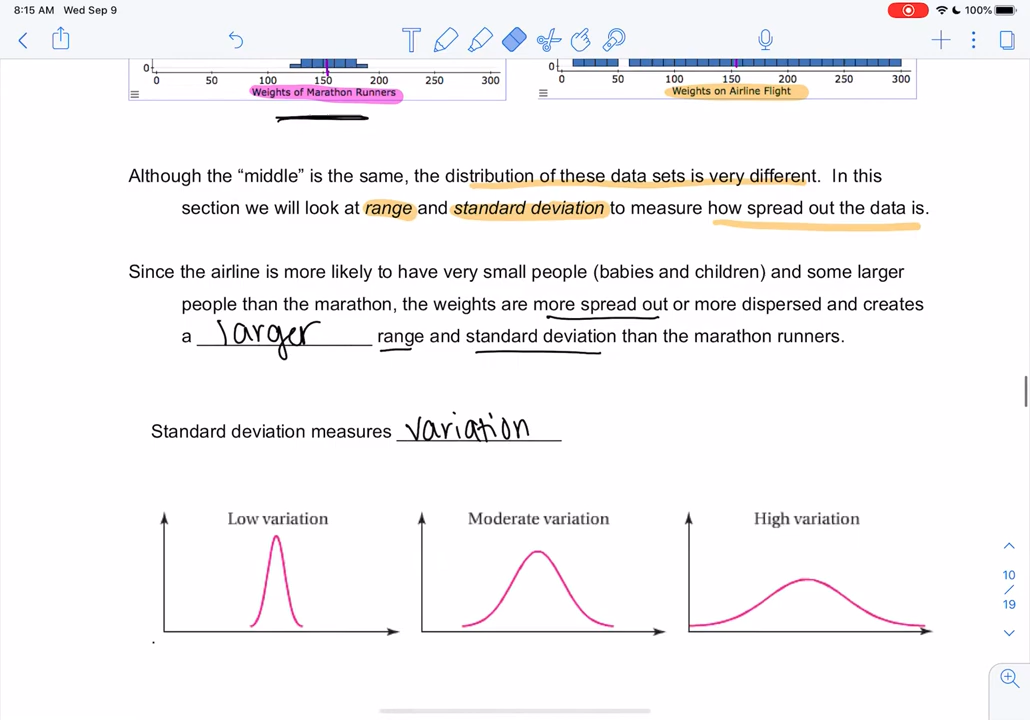 8:15 AM Wed Sep 9 100%
T
0 0 50 100 150 200 250 300
Weights of Marathon Runners
0 0 50 100 150 200 250 300
Weights on Airline Flight
Although the “middle” is the same, the distribution of these data sets is very different. In this
section we will look at range and standard deviation to measure how spread out the data is.
Since the airline is more likely to have very small people (babies and children) and some larger
people than the marathon, the weights are more spread out or more dispersed and creates
a larger range and standard deviation than the marathon runners.
Standard deviation measures variation
Low variation
Moderate variation
High variation
10
/
19